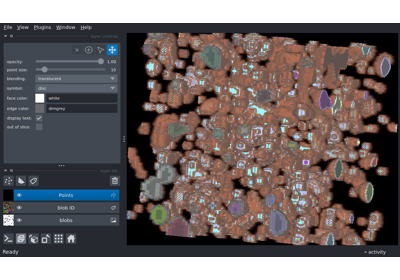 File View Plugins Window Help
opacity: 1.00
point size: 10
blending: translucent
symbol: disc
face color: white
edge color: dimgrey
display text:
out of slice:
Points
blob ID
blobs
Ready
activity